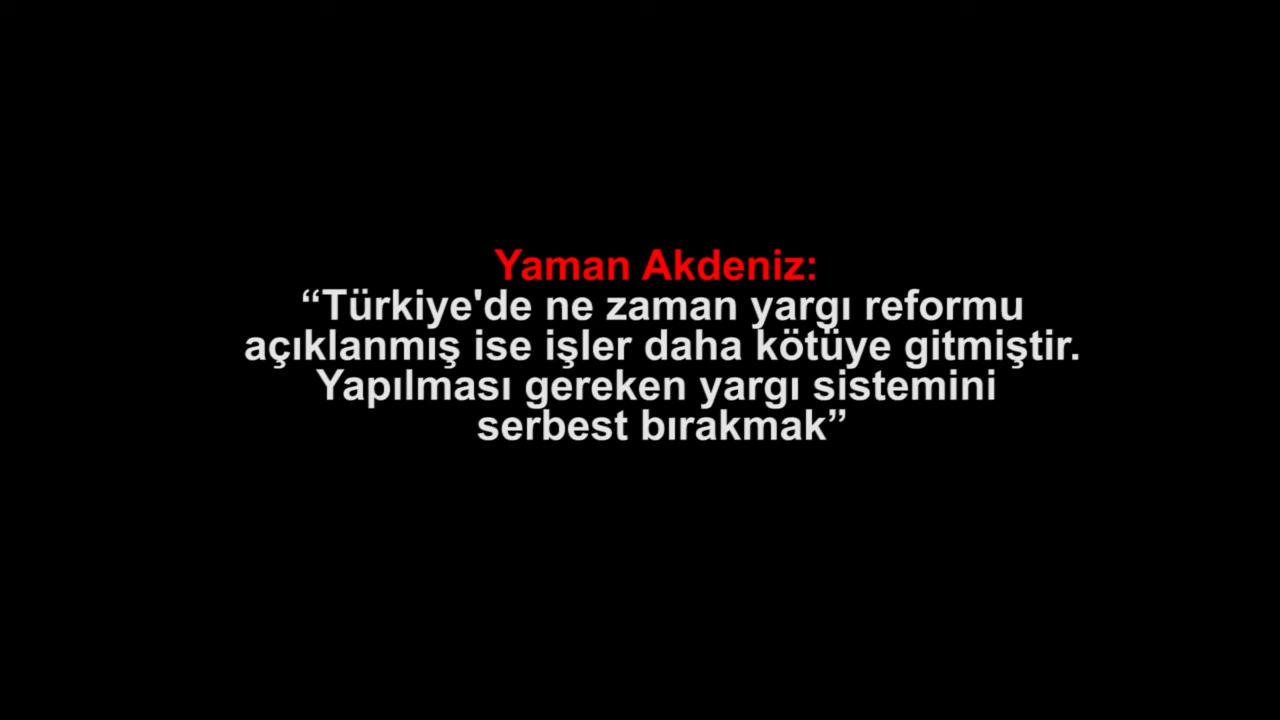 Yaman Akdeniz:
“Türkiye'de ne zaman yargı reformu
açıklanmış ise işler daha kötüye gitmiştir.
Yapılması gereken yargı sistemini
serbest bırakmak”